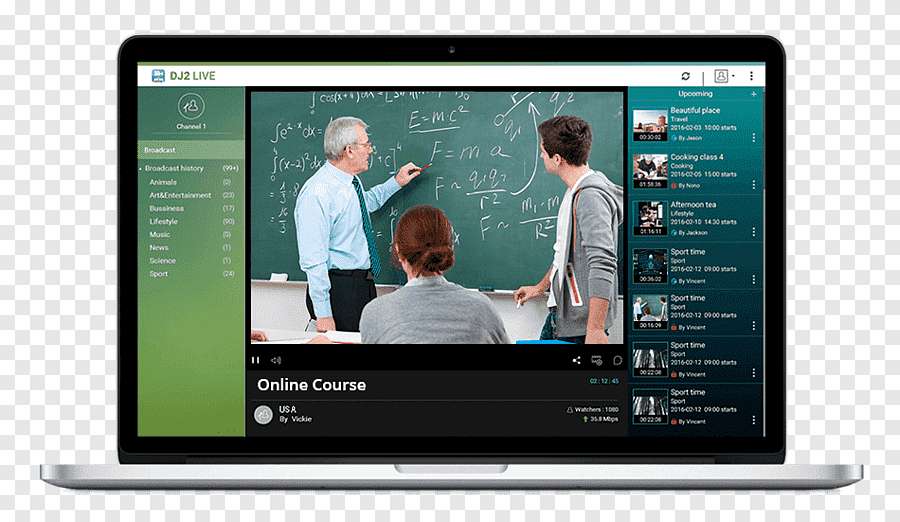 DJ2 LIVE
Channel 1
Broadcast
Broadcast history (99+)
Animals (0)
Art&Entertainment (23)
Bussiness (17)
Lifestyle (90)
Music (0)
News (1)
Science (1)
Sport (24)
∫cos(x+
E=m·c²
F=ma
Online Course
02:12:45
USA
By Vickie
Watchers : 1080
35.8 Mbps
Upcoming +
Beautiful place
Travel
2016-02-03 10:00 starts
By Jason
00:30:02
Cooking class 4
Cooking
2016-02-05 15:00 starts
By Nono
01:58:36
Afternoon tea
Lifestyle
2016-02-10 14:30 starts
By Jackson
01:16:11
Sport time
Sport
2016-02-12 09:00 starts
By Vincent
00:36:02
Sport time
Sport
2016-02-12 09:00 starts
By Vincent
00:16:09
Sport time
Sport
2016-02-12 09:00 starts
By Vincent
00:22:08
Sport time
Sport
2016-02-12 09:00 starts
By Vincent
00:22:08